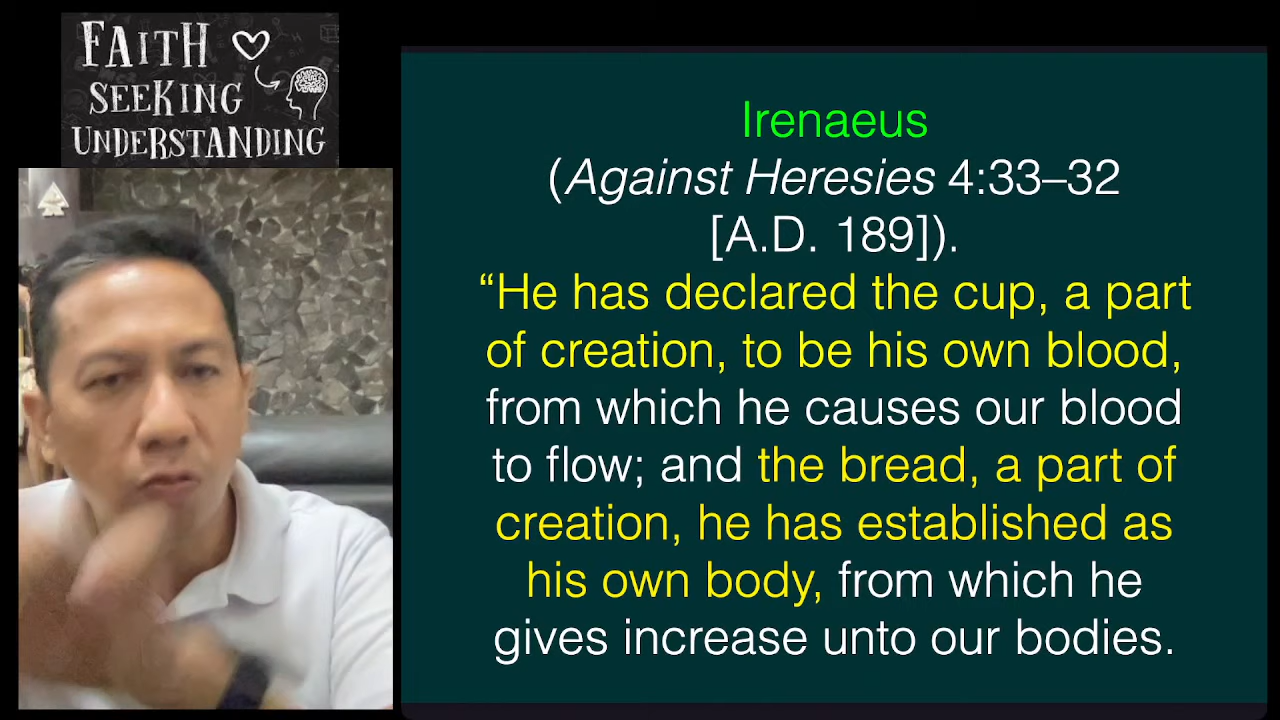 FAITH
SEEKING
UNDERSTANDING
Irenaeus
(Against Heresies 4:33–32
[A.D. 189]).
“He has declared the cup, a part
of creation, to be his own blood,
from which he causes our blood
to flow; and the bread, a part of
creation, he has established as
his own body, from which he
gives increase unto our bodies.